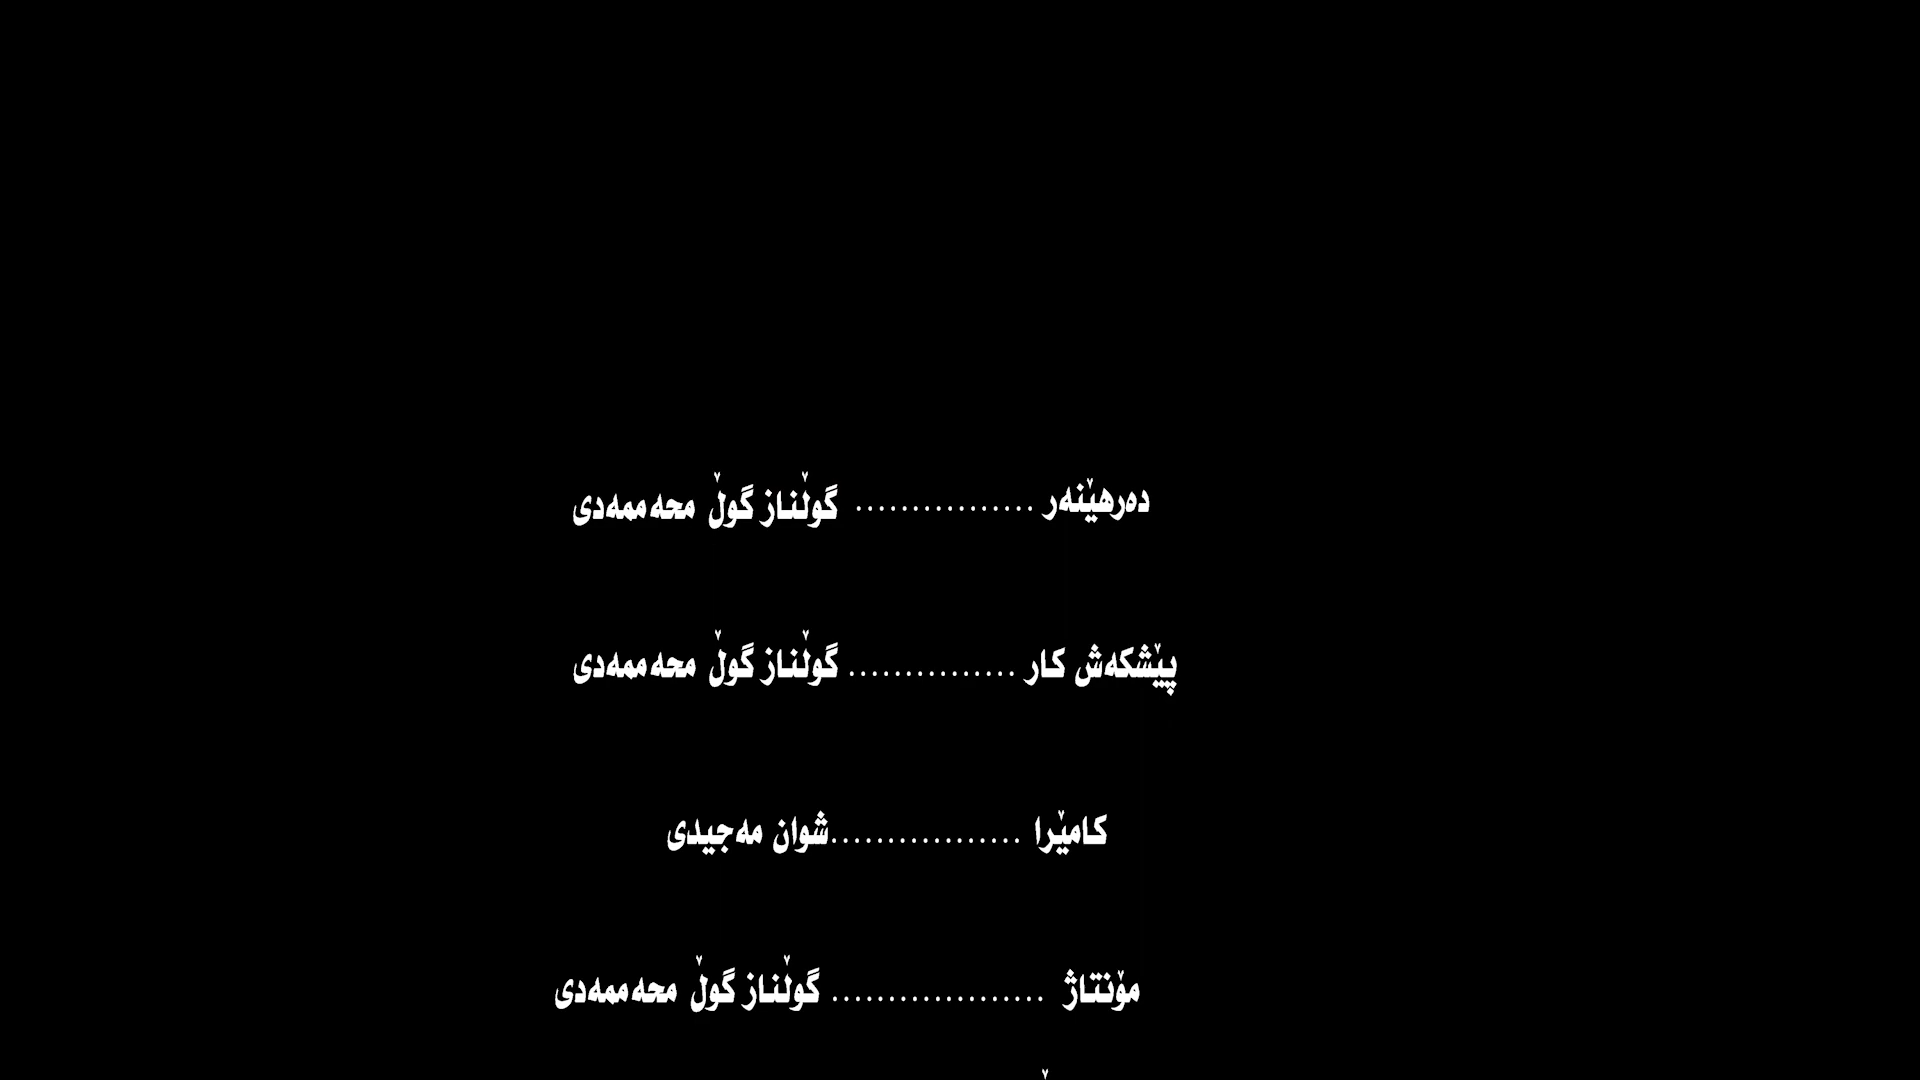 دەرهێنەر ................ گوڵناز گوڵ محەممەدی
پێشکەش کار ............... گوڵناز گوڵ محەممەدی
کامێرا .................شوان مەجیدی
مۆنتاژ ................... گوڵناز گوڵ محەممەدی